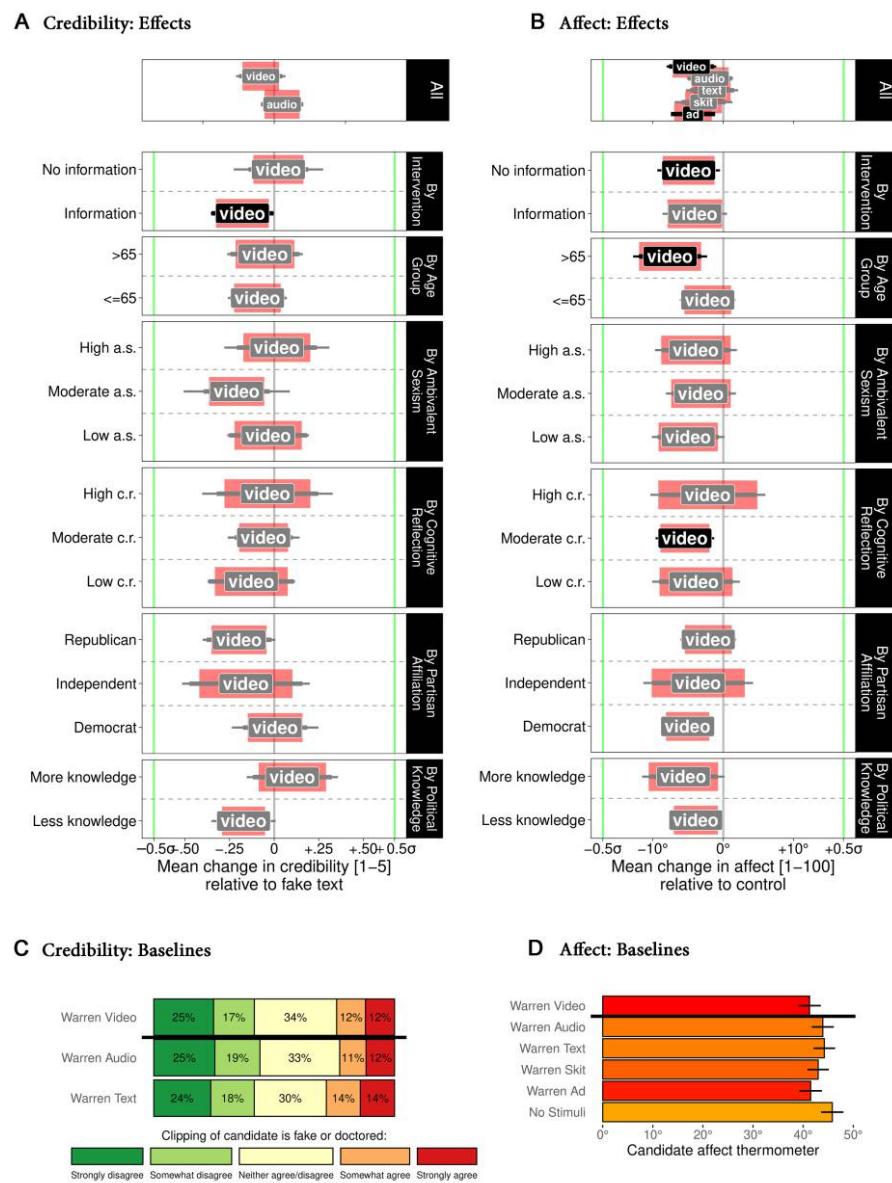 A Credibility: Effects
video
audio
All
No information
video
Information
video
By
Intervention
>65
video
<=65
video
By Age
Group
High a.s.
video
Moderate a.s.
video
Low a.s.
video
By Ambivalent
Sexism
High c.r.
video
Moderate c.r.
video
Low c.r.
video
By Cognitive
Reflection
Republican
video
Independent
video
Democrat
video
By Partisan
Affiliation
More knowledge
video
Less knowledge
video
By Political
Knowledge
−0.5σ −.50 −.25 0 +.25 +.50 +0.5σ
Mean change in credibility [1−5]
relative to fake text
B Affect: Effects
video
audio
text
skit
ad
All
No information
video
Information
video
By
Intervention
>65
video
<=65
video
By Age
Group
High a.s.
video
Moderate a.s.
video
Low a.s.
video
By Ambivalent
Sexism
High c.r.
video
Moderate c.r.
video
Low c.r.
video
By Cognitive
Reflection
Republican
video
Independent
video
Democrat
video
By Partisan
Affiliation
More knowledge
video
Less knowledge
video
By Political
Knowledge
−0.5σ −10° 0° +10° +0.5σ
Mean change in affect [1−100]
relative to control
C Credibility: Baselines
Warren Video 25% 17% 34% 12% 12%
Warren Audio 25% 19% 33% 11% 12%
Warren Text 24% 18% 30% 14% 14%
Clipping of candidate is fake or doctored:
Strongly disagree Somewhat disagree Neither agree/disagree Somewhat agree Strongly agree
D Affect: Baselines
Warren Video
Warren Audio
Warren Text
Warren Skit
Warren Ad
No Stimuli
0° 10° 20° 30° 40° 50°
Candidate affect thermometer